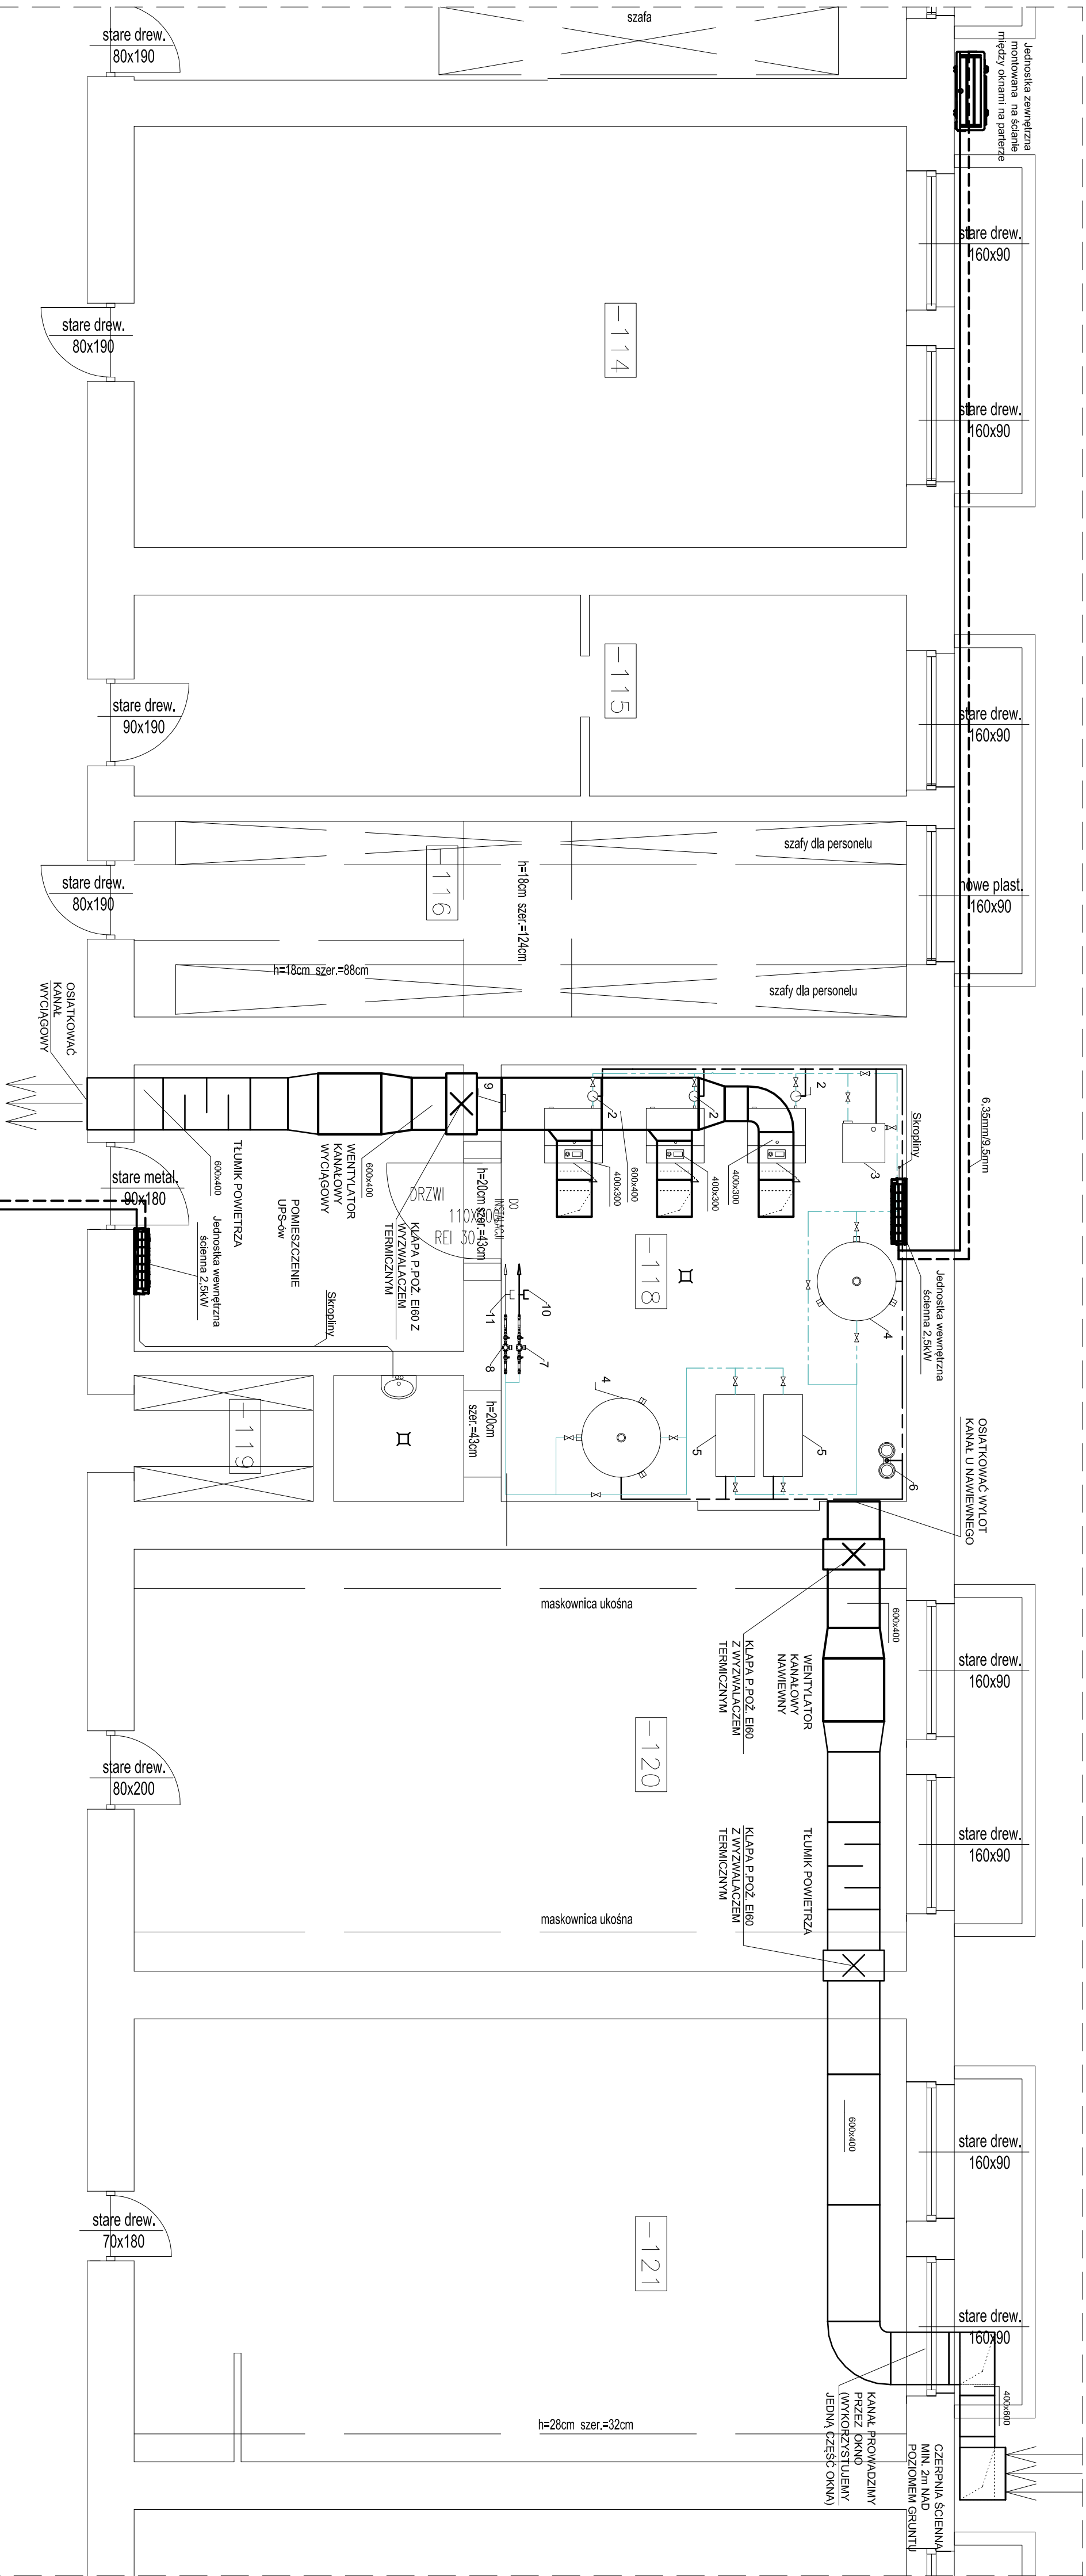 szafa
stare drew.
80x190
Jednostka zewnętrzna
montowana na ścianie
między oknami na parterze
stare drew.
160x90
-114
stare drew.
80x190
stare drew.
160x90
-115
stare drew.
90x190
stare drew.
160x90
szafy dla personelu
-116
h=18cm szer.=124cm
stare drew.
80x190
nowe plast.
160x90
h=18cm szer.=88cm
szafy dla personelu
OSIATKOWAĆ
KANAŁ
WYCIĄGOWY
6,35mm/9,5mm
Skropliny
9
2
2
2
3
1
1
1
600x400
400x300
400x300
400x300
600x400
TŁUMIK POWIETRZA
600x400
WENTYLATOR
KANAŁOWY
WYCIĄGOWY
stare metal.
90x180
DRZWI
REI 30
h=20cm szer.=43cm
DO
INSTALACJI
KLAPA P.POŻ. EI60 Z
WYZWALACZEM
TERMICZNYM
POMIESZCZENIE
UPS-ów
Jednostka wewnętrzna
ścienna 2,5kW
Skropliny
-118
Jednostka wewnętrzna
ścienna 2,5kW
10
11
7
8
4
4
5
5
6
h=20cm
szer.=43cm
-119
OSIATKOWAĆ WYLOT
KANAŁ U NAWIEWNEGO
maskownica ukośna
600x400
WENTYLATOR
KANAŁOWY
NAWIEWNY
KLAPA P.POŻ. EI60
Z WYZWALACZEM
TERMICZNYM
stare drew.
160x90
-120
stare drew.
80x200
stare drew.
160x90
TŁUMIK POWIETRZA
KLAPA P.POŻ. EI60
Z WYZWALACZEM
TERMICZNYM
maskownica ukośna
600x400
stare drew.
160x90
-121
stare drew.
70x180
stare drew.
160x90
400x600
KANAŁ PROWADZIMY
PRZEZ OKNO
(WYKORZYSTUJEMY
JEDNĄ CZĘŚĆ OKNA)
h=28cm szer.=32cm
CZERPNIA ŚCIENNA
MIN. 2m NAD
POZIOMEM GRUNTU